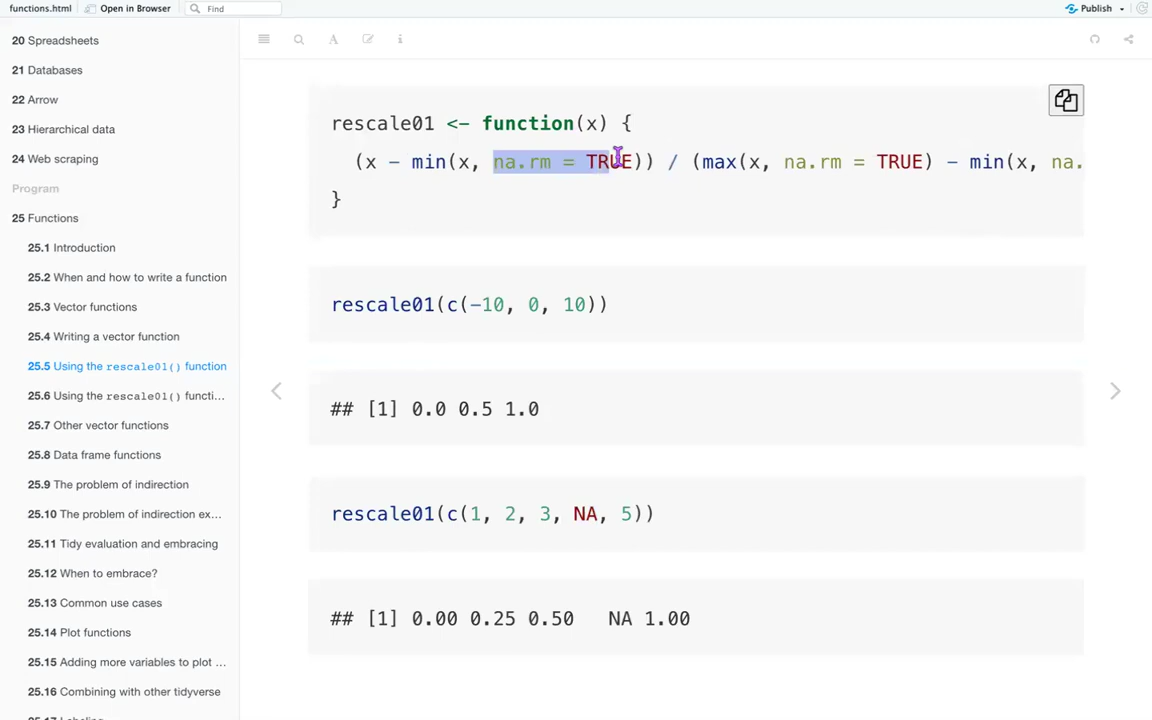 functions.html Open in Browser Find Publish
20 Spreadsheets
21 Databases
22 Arrow
23 Hierarchical data
24 Web scraping
Program
25 Functions
25.1 Introduction
25.2 When and how to write a function
25.3 Vector functions
25.4 Writing a vector function
25.5 Using the rescale01() function
25.6 Using the rescale01() functi...
25.7 Other vector functions
25.8 Data frame functions
25.9 The problem of indirection
25.10 The problem of indirection ex...
25.11 Tidy evaluation and embracing
25.12 When to embrace?
25.13 Common use cases
25.14 Plot functions
25.15 Adding more variables to plot ...
25.16 Combining with other tidyverse
25.17 Labeling
rescale01 <- function(x) {
(x - min(x, na.rm = TRUE)) / (max(x, na.rm = TRUE) - min(x, na.
}
rescale01(c(-10, 0, 10))
## [1] 0.0 0.5 1.0
rescale01(c(1, 2, 3, NA, 5))
## [1] 0.00 0.25 0.50   NA 1.00